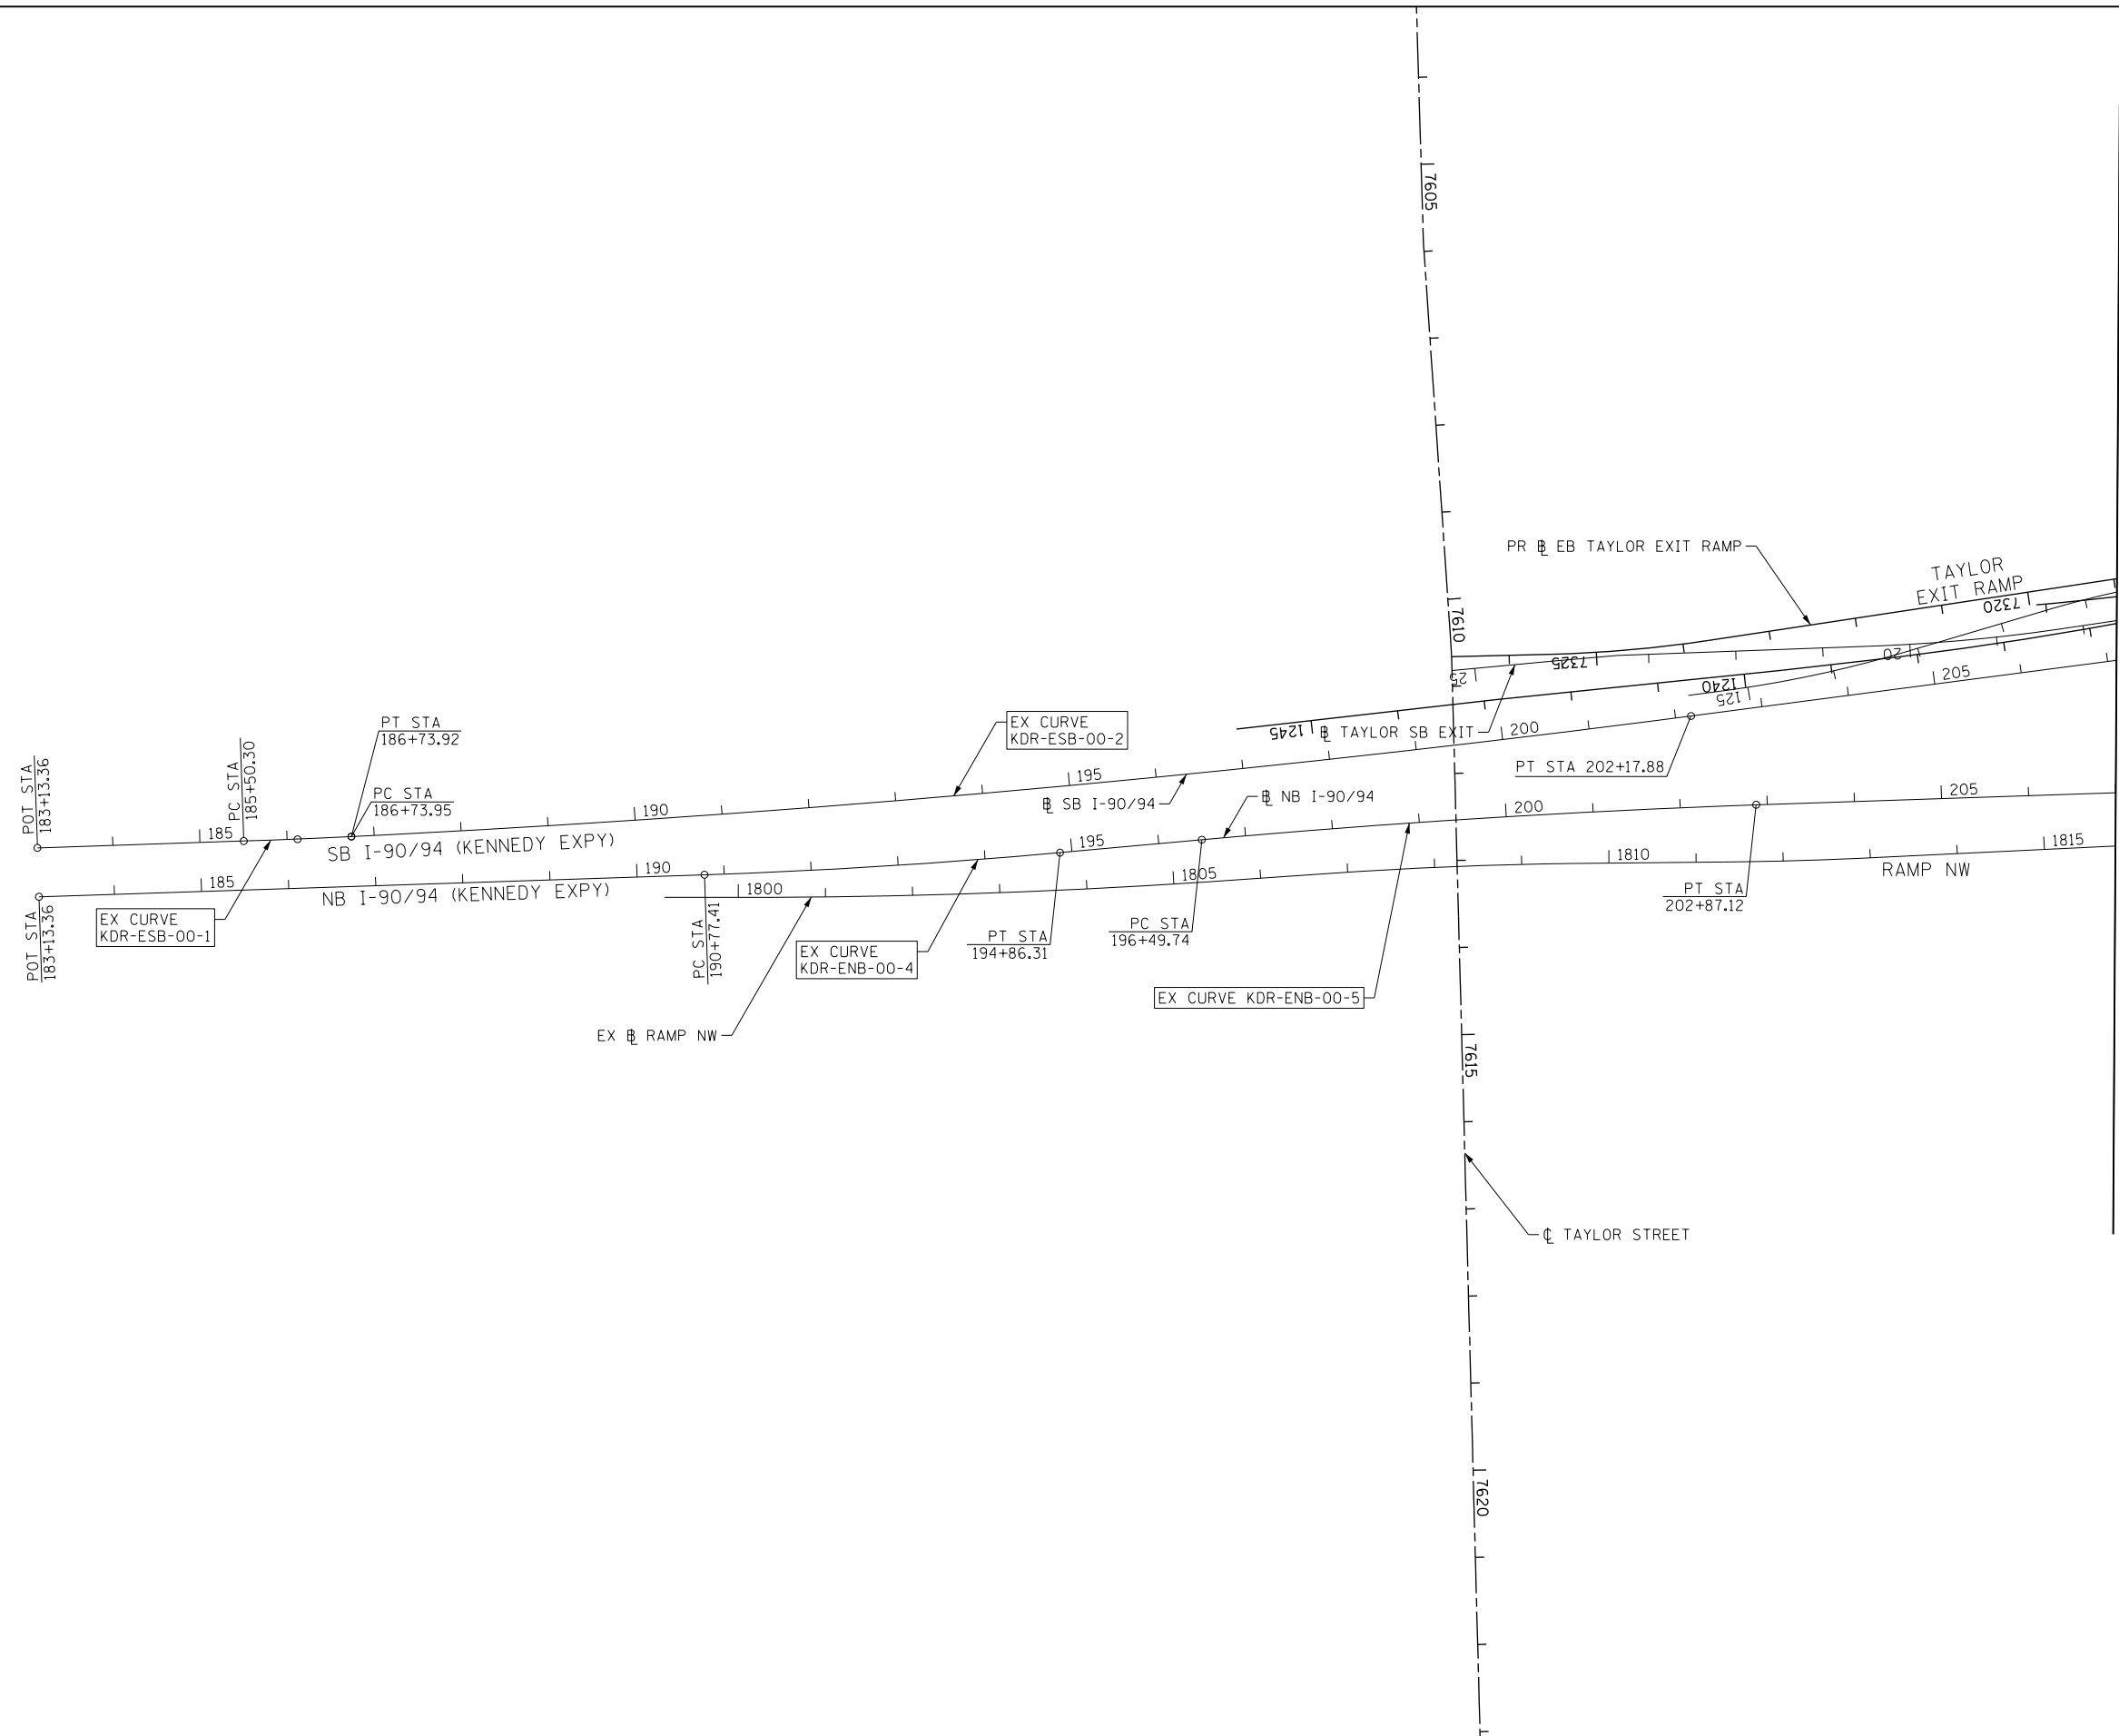 7605
7610
PR ⅊ EB TAYLOR EXIT RAMP
TAYLOR
EXIT RAMP
7320
7325
20
25
1240
125
205
1245
℄ TAYLOR SB EXIT
200
PT STA 202+17.88
EX CURVE
KDR-ESB-00-2
PT STA
186+73.92
PC STA
186+73.95
PC STA
185+50.30
POT STA
183+13.36
185
190
195
SB I-90/94 (KENNEDY EXPY)
℄ SB I-90/94
℄ NB I-90/94
200
205
195
190
185
NB I-90/94 (KENNEDY EXPY)
POT STA
183+13.36
EX CURVE
KDR-ESB-00-1
1800
1805
1810
1815
RAMP NW
PT STA
202+87.12
PC STA
190+77.41
EX CURVE
KDR-ENB-00-4
PT STA
194+86.31
PC STA
196+49.74
EX CURVE KDR-ENB-00-5
EX ℄ RAMP NW
7615
℄ TAYLOR STREET
7620